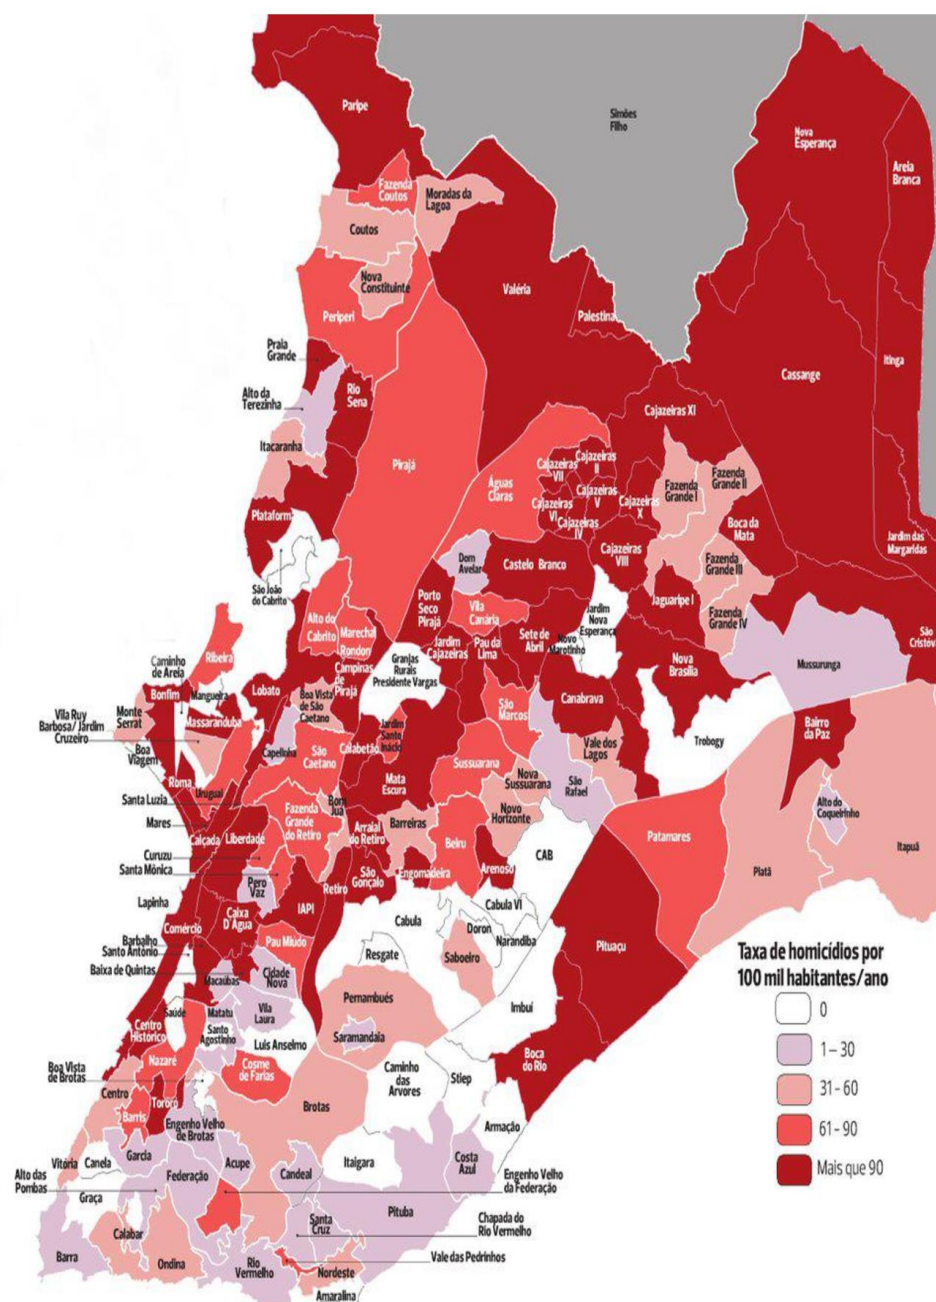 Simões
Filho
Nova
Esperança
Paripe
Areia
Branca
Fazenda
Coutos
Moradas da
Lagoa
Coutos
Nova
Constituinte
Valéria
Palestina
Periperi
Praia
Grande
Itinga
Cassange
Rio
Sena
Alto da
Terezinha
Cajazeiras XI
Itacaranha
Pirajá
Águas
Claras
Cajazeiras
VII
Cajazeiras
II
Fazenda
Grande I
Fazenda
Grande II
Cajazeiras
V
Cajazeiras
X
Cajazeiras
VI
Cajazeiras
IV
Boca da
Mata
Plataforma
Jardim das
Margaridas
Dom
Avelar
Castelo Branco
Cajazeiras
VIII
Fazenda
Grande III
São João
do Cabrito
Porto
Seco
Pirajá
Jaguaripe I
Jardim
Nova
Esperança
Vila
Canária
Fazenda
Grande IV
Alto do
Cabrito
Marechal
Rondon
Jardim
Cajazeiras
Pau da
Lima
Sete de
Abril
Novo
Marotinho
São
Cristóv
Ribeira
Caminho
de Areia
Granjas
Rurais
Presidente Vargas
Nova
Brasília
Mussurunga
Campinas
de
Pirajá
Bonfim
Mangueira
Lobato
Boa Vista
de São
Caetano
Canabrava
Monte
Serrat
Massaranduba
São
Marcos
Vila Ruy
Barbosa/Jardim
Cruzeiro
Jardim
Santo
Inácio
Bairro
da Paz
Trobogy
Boa
Viagem
Capelinha
São
Caetano
Calabetão
Vale dos
Lagos
Roma
Uruguai
Mata
Escura
Sussuarana
Nova
Sussuarana
São
Rafael
Santa Luzia
Alto do
Coqueirinho
Mares
Fazenda
Grande
do Retiro
Bom
Juá
Novo
Horizonte
Calçada
Liberdade
Arraial
do Retiro
Barreiras
Patamares
Beiru
Itapuã
Curuzu
CAB
Santa Mônica
São
Gonçalo
Engomadeira
Arenoso
Platã
Pero
Vaz
Retiro
Lapinha
IAPI
Cabula VI
Caixa
D'Água
Cabula
Comércio
Doron
Narandiba
Barbalho
Santo Antônio
Pau Miúdo
Pituaçu
Resgate
Saboeiro
Baixa de Quintas
Cidade
Nova
Macaúbas
Taxa de homicídios por
100 mil habitantes/ano
Pernambués
Imbuí
Saúde
Matatu
Vila
Laura
0
Centro
Histórico
Santo
Agostinho
Saramandaia
1 – 30
Luis Anselmo
Boa Vista
de Brotas
Nazaré
Cosme
de Farias
Boca
do Rio
Caminho
das
Arvores
Stiep
31 – 60
Centro
Tororó
Brotas
Barris
Engenho Velho
de Brotas
Armação
61 – 90
Garcia
Vitória
Canela
Acupe
Itaigara
Costa
Azul
Mais que 90
Alto das
Pombas
Federação
Candeal
Engenho Velho
da Federação
Graça
Pituba
Santa
Cruz
Chapada do
Rio Vermelho
Calabar
Barra
Ondina
Rio
Vermelho
Vale das Pedrinhos
Nordeste
Amaralina